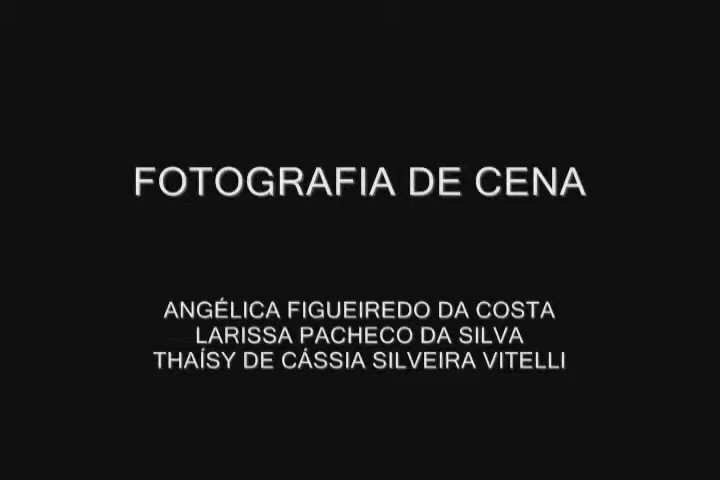 FOTOGRAFIA DE CENA
ANGÉLICA FIGUEIREDO DA COSTA
LARISSA PACHECO DA SILVA
THAÍSY DE CÁSSIA SILVEIRA VITELLI